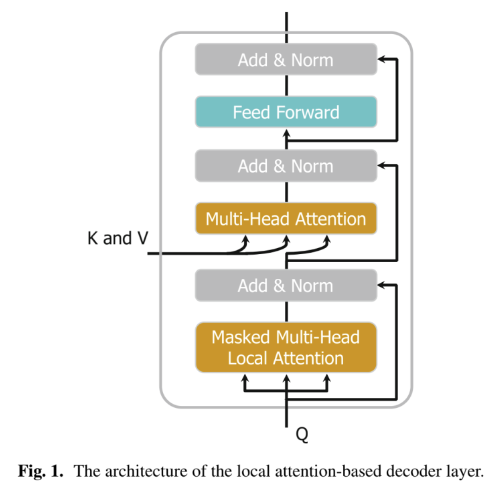 Add & Norm
Feed Forward
Add & Norm
Multi-Head Attention
K and V
Add & Norm
Masked Multi-Head
Local Attention
Q
Fig. 1. The architecture of the local attention-based decoder layer.